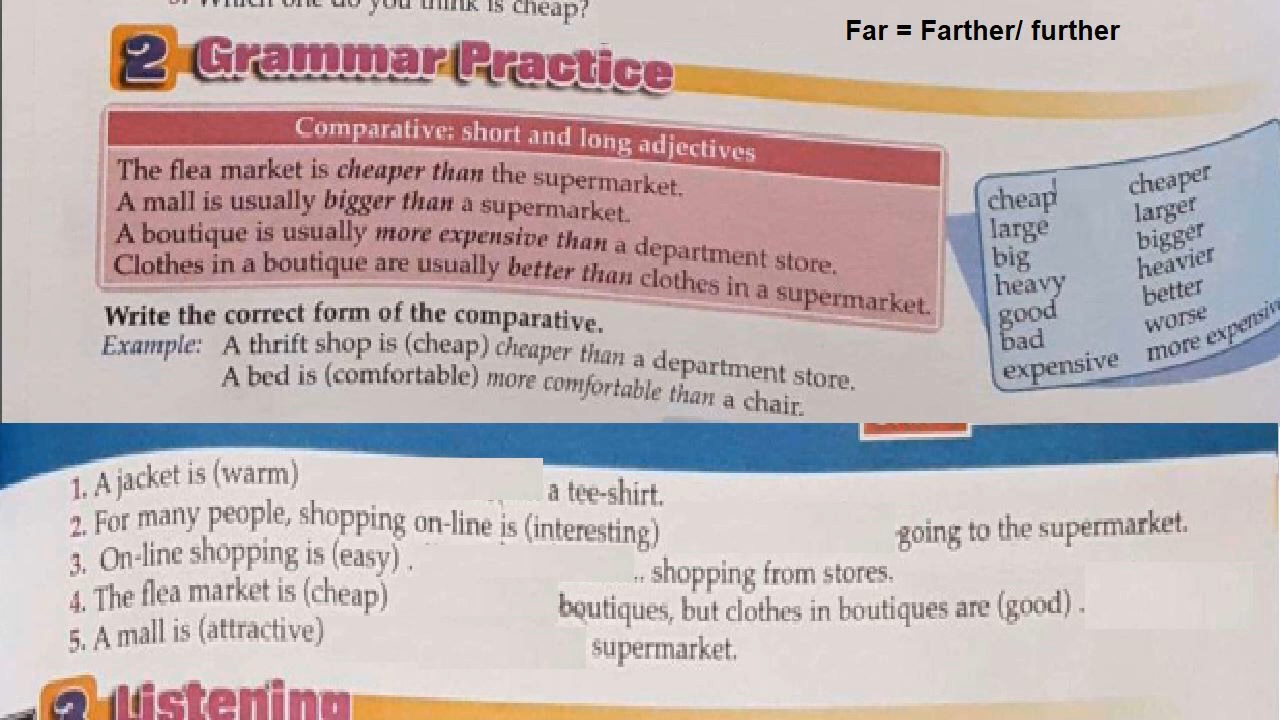 Which one do you think is cheap?
Far = Farther/ further
2 Grammar Practice
Comparative: short and long adjectives
The flea market is cheaper than the supermarket.
A mall is usually bigger than a supermarket.
A boutique is usually more expensive than a department store.
Clothes in a boutique are usually better than clothes in a supermarket.
cheap cheaper
large larger
big bigger
heavy heavier
good better
bad worse
expensive more expensiv
Write the correct form of the comparative.
Example: A thrift shop is (cheap) cheaper than a department store.
A bed is (comfortable) more comfortable than a chair.
1. A jacket is (warm) a tee-shirt.
2. For many people, shopping on-line is (interesting) going to the supermarket.
3. On-line shopping is (easy) . .. shopping from stores.
4. The flea market is (cheap) boutiques, but clothes in boutiques are (good) .
5. A mall is (attractive) supermarket.
3 Listening